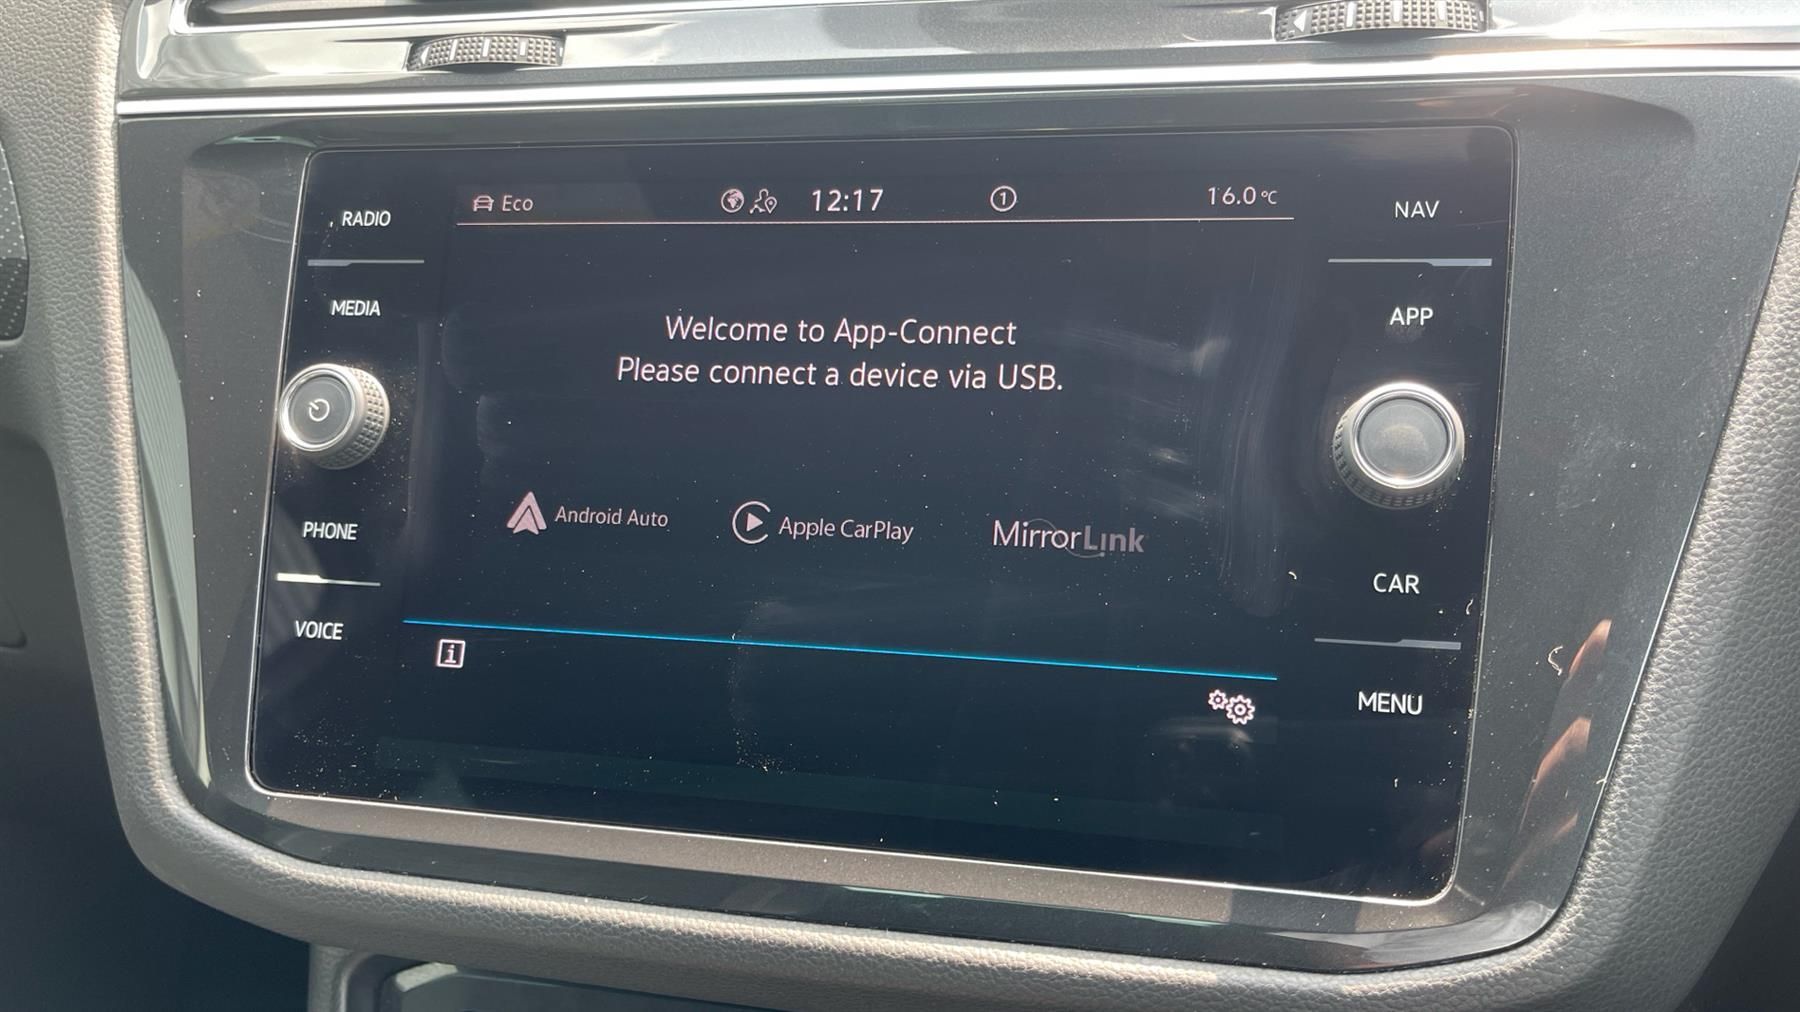 Eco 12:17 1 16.0 °C
RADIO
MEDIA
PHONE
VOICE
Welcome to App-Connect
Please connect a device via USB.
Android Auto
Apple CarPlay
MirrorLink
i
NAV
APP
CAR
MENU